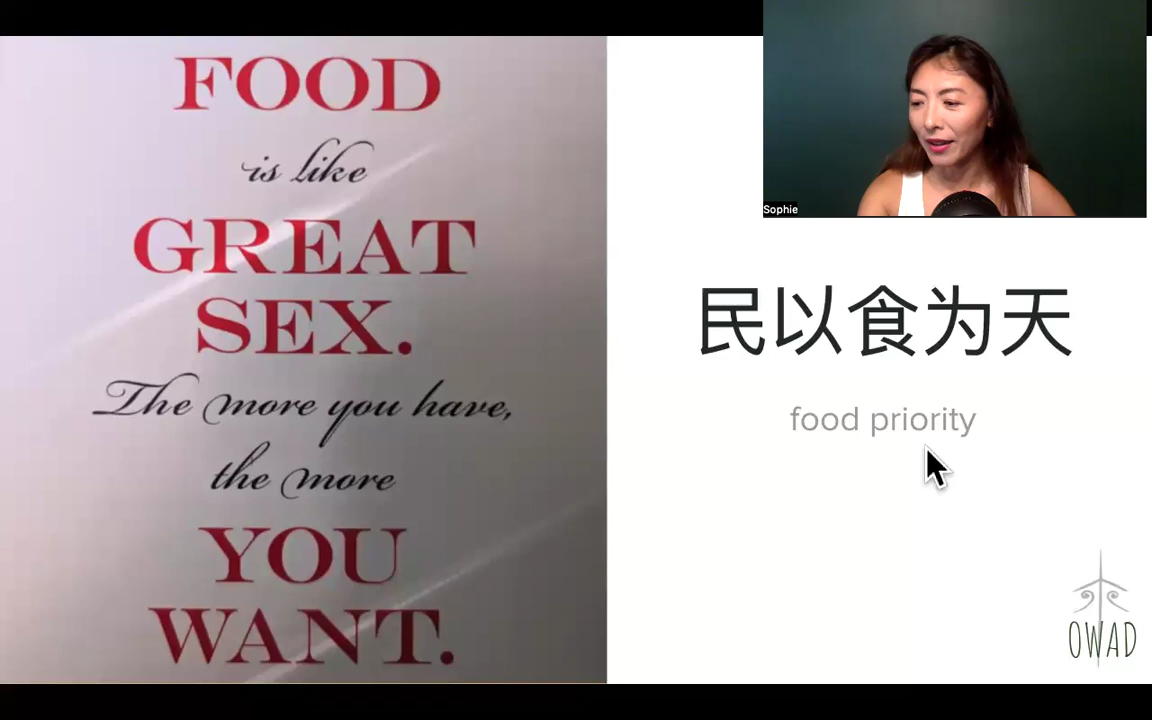 FOOD
is like
GREAT
SEX.
The more you have,
the more
YOU
WANT.
Sophie
民以食为天
food priority
OWAD